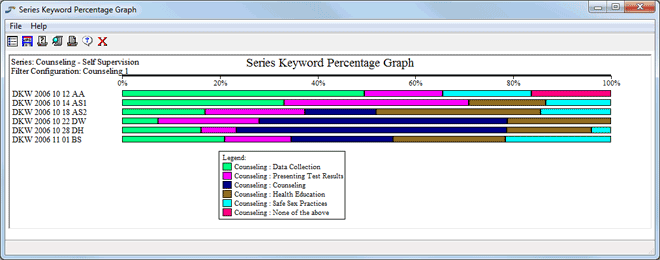 Series Keyword Percentage Graph
File Help
Series: Counseling - Self Supervision
Series Keyword Percentage Graph
Filter Configuration: Counseling 1
0% 20% 40% 60% 80% 100%
DKW 2006 10 12 AA
DKW 2006 10 14 AS1
DKW 2006 10 18 AS2
DKW 2006 10 22 DW
DKW 2006 10 28 DH
DKW 2006 11 01 BS
Legend:
Counseling : Data Collection
Counseling : Presenting Test Results
Counseling : Counseling
Counseling : Health Education
Counseling : Safe Sex Practices
Counseling : None of the above